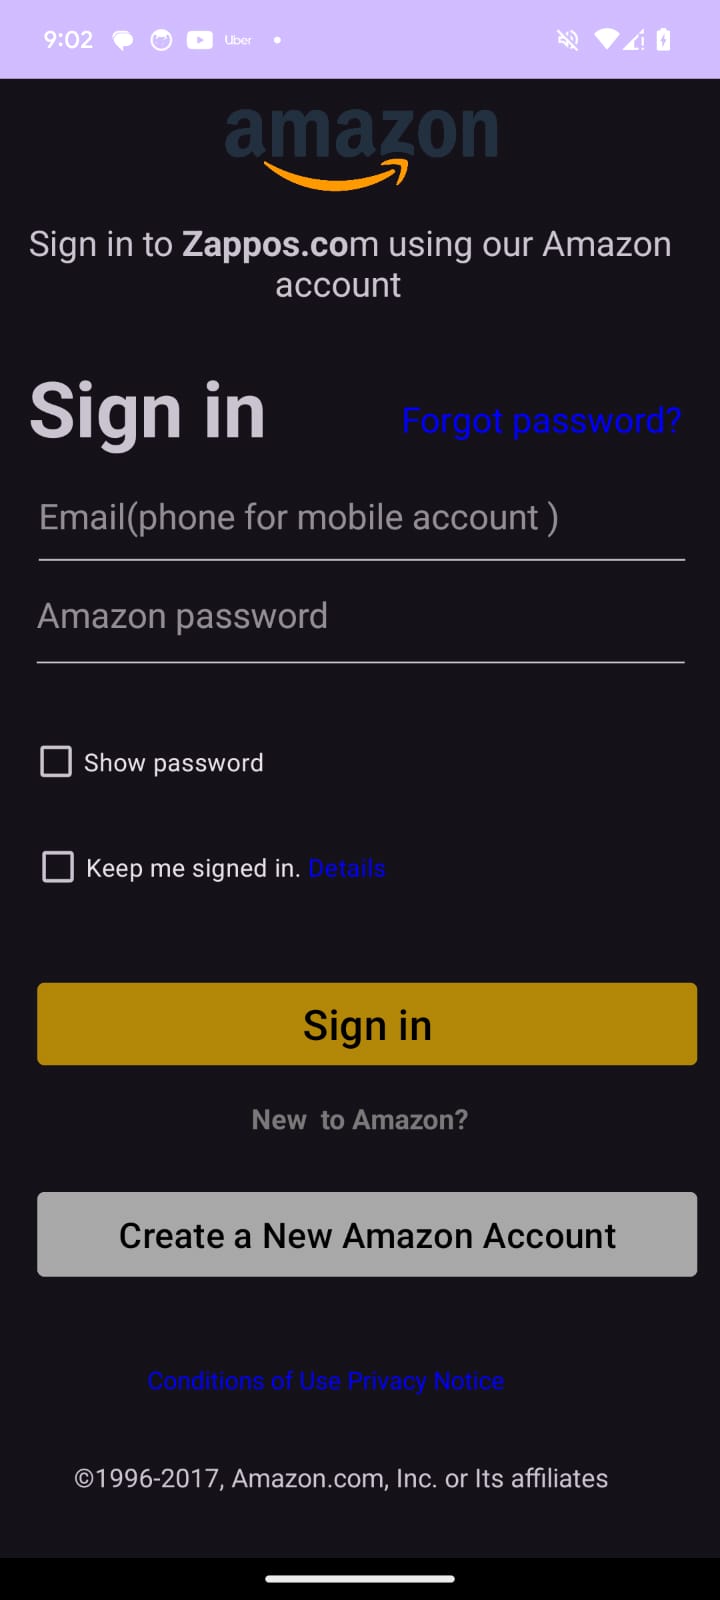 9:02 Uber
amazon
Sign in to Zappos.com using our Amazon
account
Sign in
Forgot password?
Email(phone for mobile account )
Amazon password
Show password
Keep me signed in. Details
Sign in
New  to Amazon?
Create a New Amazon Account
Conditions of Use Privacy Notice
©1996-2017, Amazon.com, Inc. or Its affiliates